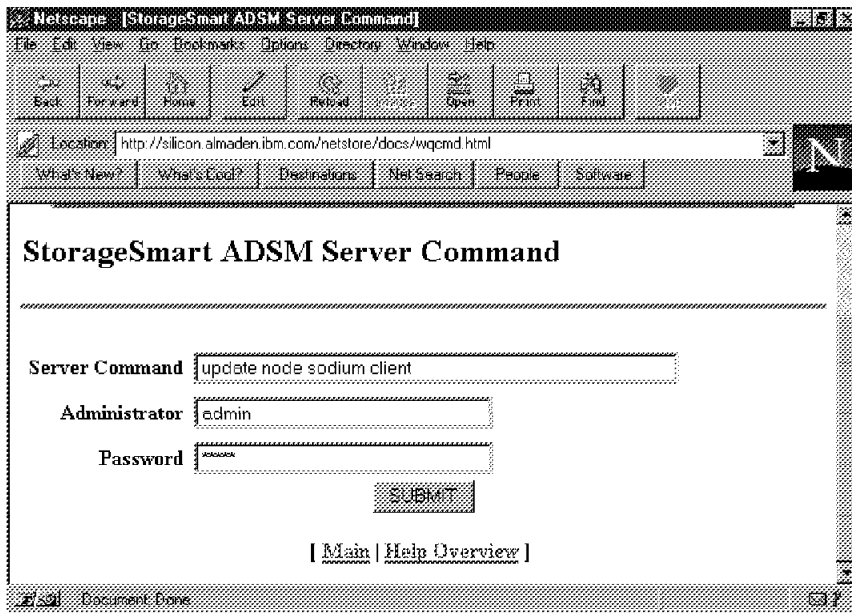 Netscape - [StorageSmart ADSM Server Command]
File Edit View Go Bookmarks Options Directory Window Help
Back Forward Home Edit Reload Open Print Find Stop
Location: http://silicon.almaden.ibm.com/netstore/docs/wqcmd.html
N
What's New? What's Cool? Destinations Net Search People Software
StorageSmart ADSM Server Command
Server Command update node sodium client
Administrator admin
Password *****
SUBMIT
[ Main | Help Overview ]
Document: Done